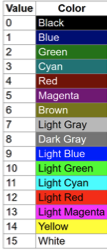 Value Color
0 Black
1 Blue
2 Green
3 Cyan
4 Red
5 Magenta
6 Brown
7 Light Gray
8 Dark Gray
9 Light Blue
10 Light Green
11 Light Cyan
12 Light Red
13 Light Magenta
14 Yellow
15 White